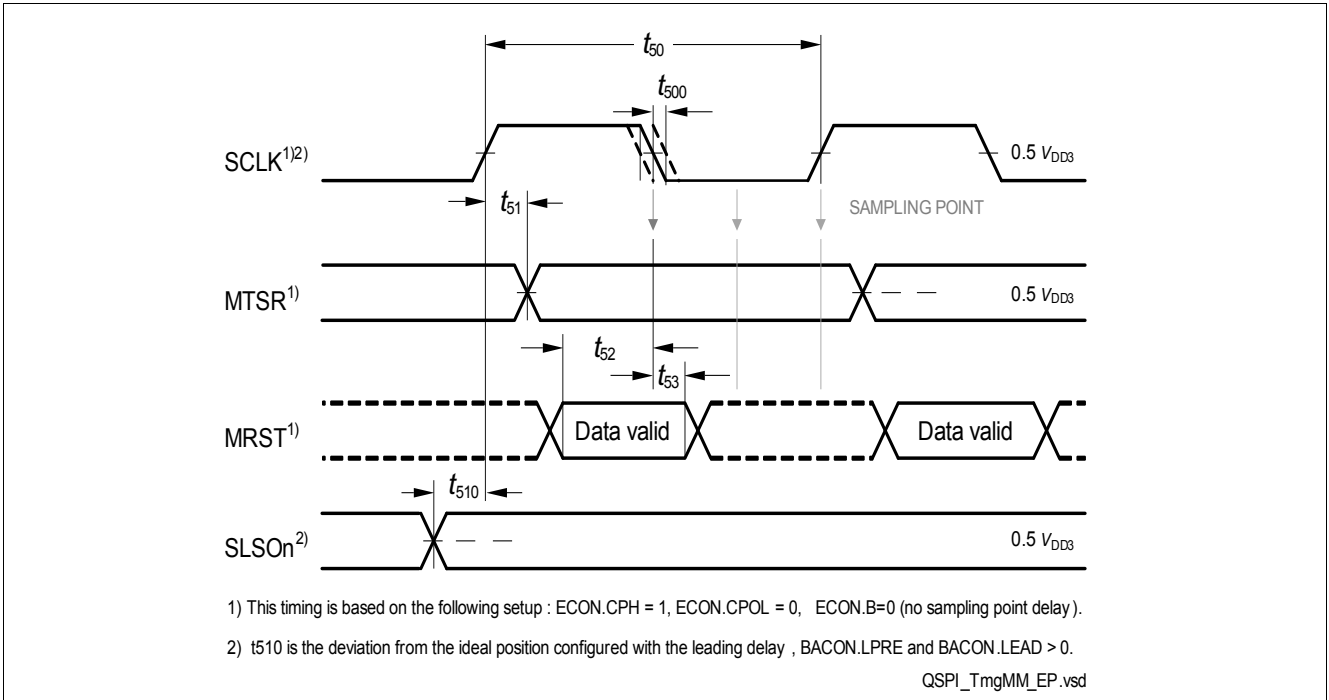 t50
t500
SCLK1)2)
0.5 VDD3
t51
SAMPLING POINT
MTSR1)
0.5 VDD3
t52
t53
MRST1)
Data valid
Data valid
t510
SLSOn2)
0.5 VDD3
1) This timing is based on the following setup : ECON.CPH = 1, ECON.CPOL = 0, ECON.B=0 (no sampling point delay).
2) t510 is the deviation from the ideal position configured with the leading delay , BACON.LPRE and BACON.LEAD > 0.
QSPI_TmgMM_EP.vsd